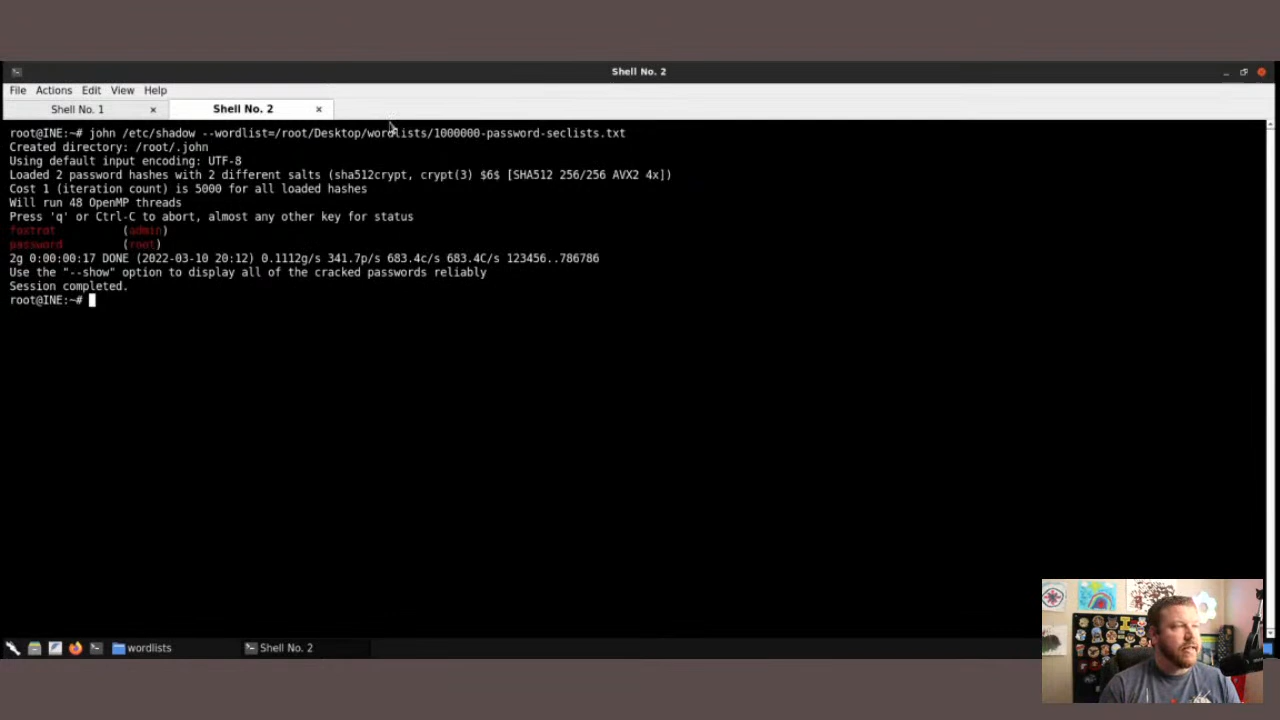 Shell No. 2
File Actions Edit View Help
Shell No. 1 × Shell No. 2 ×
root@INE:~# john /etc/shadow --wordlist=/root/Desktop/wordlists/1000000-password-seclists.txt
Created directory: /root/.john
Using default input encoding: UTF-8
Loaded 2 password hashes with 2 different salts (sha512crypt, crypt(3) $6$ [SHA512 256/256 AVX2 4x])
Cost 1 (iteration count) is 5000 for all loaded hashes
Will run 48 OpenMP threads
Press 'q' or Ctrl-C to abort, almost any other key for status
foxtrot (admin)
password (root)
2g 0:00:00:17 DONE (2022-03-10 20:12) 0.1112g/s 341.7p/s 683.4c/s 683.4C/s 123456..786786
Use the "--show" option to display all of the cracked passwords reliably
Session completed.
root@INE:~#
wordlists Shell No. 2